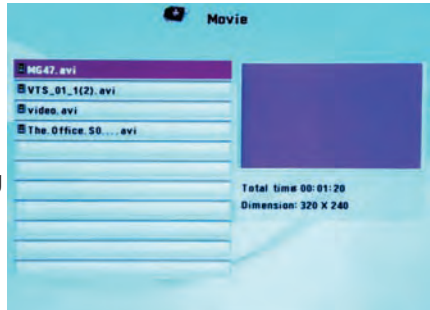 Movie
MG47.avi
VTS_01_1(2).avi
video.avi
The.Office.S0....avi
Total time 00:01:20
Dimension: 320 X 240